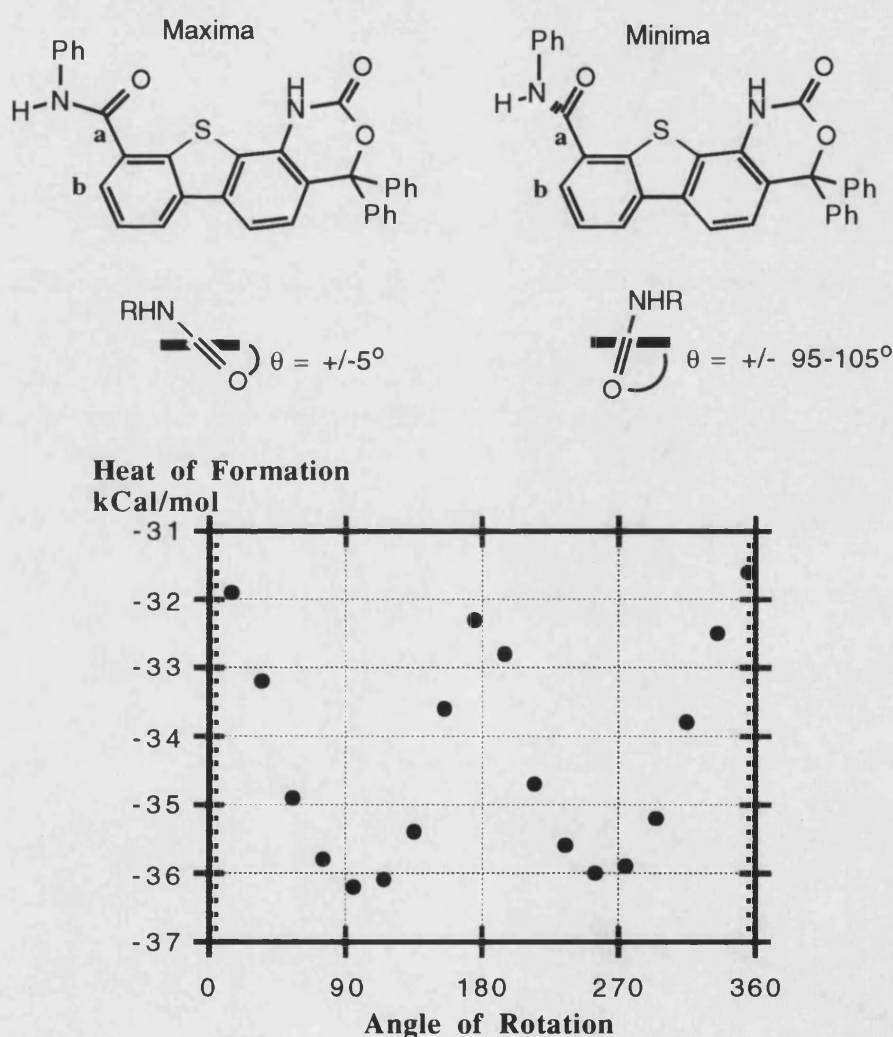 Maxima
Minima
Ph
O
H
N
O
H-N
a
S
O
b
Ph
Ph
Ph
O
H
N
O
H-N
a
S
O
b
Ph
Ph
RHN
O
θ = +/-5°
NHR
O
θ = +/- 95-105°
Heat of Formation
kCal/mol
-31
-32
-33
-34
-35
-36
-37
0 90 180 270 360
Angle of Rotation